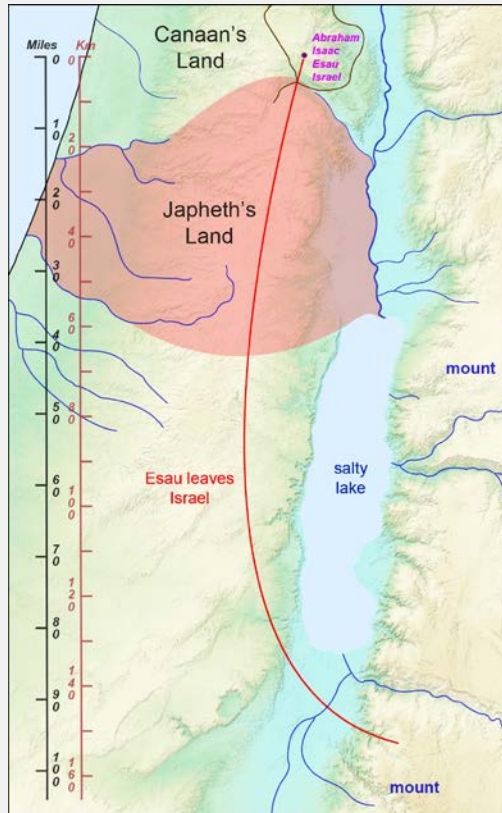 Miles
Km
0
10
20
30
40
50
60
70
80
90
100
0
20
40
60
80
100
120
140
160
Canaan's
Land
Abraham
Isaac
Esau
Israel
Japheth's
Land
mount
Esau leaves
Israel
salty
lake
mount